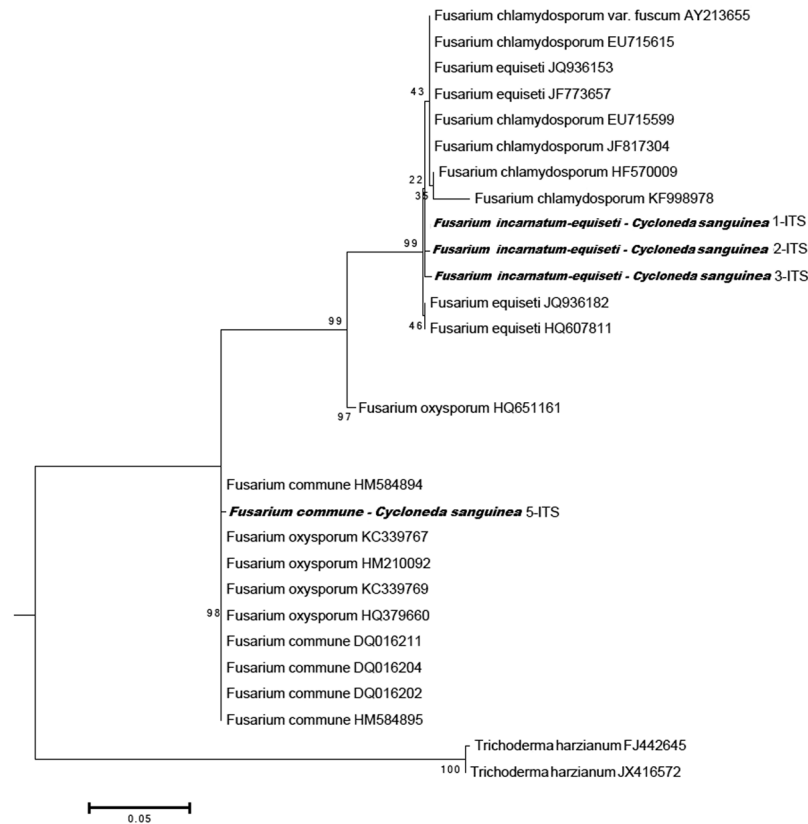 Fusarium chlamydosporum var. fuscum AY213655
Fusarium chlamydosporum EU715615
Fusarium equiseti JQ936153
43
Fusarium equiseti JF773657
Fusarium chlamydosporum EU715599
Fusarium chlamydosporum JF817304
Fusarium chlamydosporum HF570009
22
35
Fusarium chlamydosporum KF998978
Fusarium incarnatum-equiseti - Cycloneda sanguinea 1-ITS
99
Fusarium incarnatum-equiseti - Cycloneda sanguinea 2-ITS
Fusarium incarnatum-equiseti - Cycloneda sanguinea 3-ITS
Fusarium equiseti JQ936182
46
Fusarium equiseti HQ607811
99
Fusarium oxysporum HQ651161
97
Fusarium commune HM584894
Fusarium commune - Cycloneda sanguinea 5-ITS
Fusarium oxysporum KC339767
Fusarium oxysporum HM210092
Fusarium oxysporum KC339769
98
Fusarium oxysporum HQ379660
Fusarium commune DQ016211
Fusarium commune DQ016204
Fusarium commune DQ016202
Fusarium commune HM584895
Trichoderma harzianum FJ442645
100
Trichoderma harzianum JX416572
0.05